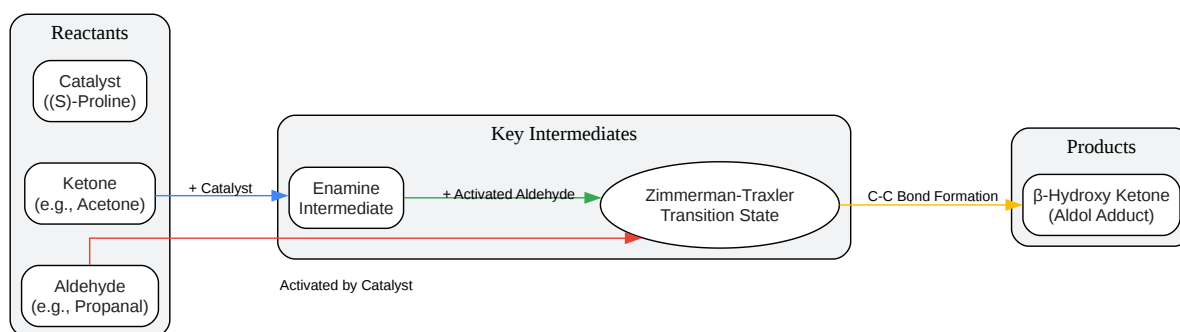 Reactants
Catalyst
((S)-Proline)
Ketone
(e.g., Acetone)
Aldehyde
(e.g., Propanal)
+ Catalyst
Key Intermediates
Enamine
Intermediate
+ Activated Aldehyde
Zimmerman-Traxler
Transition State
Activated by Catalyst
C-C Bond Formation
Products
β-Hydroxy Ketone
(Aldol Adduct)